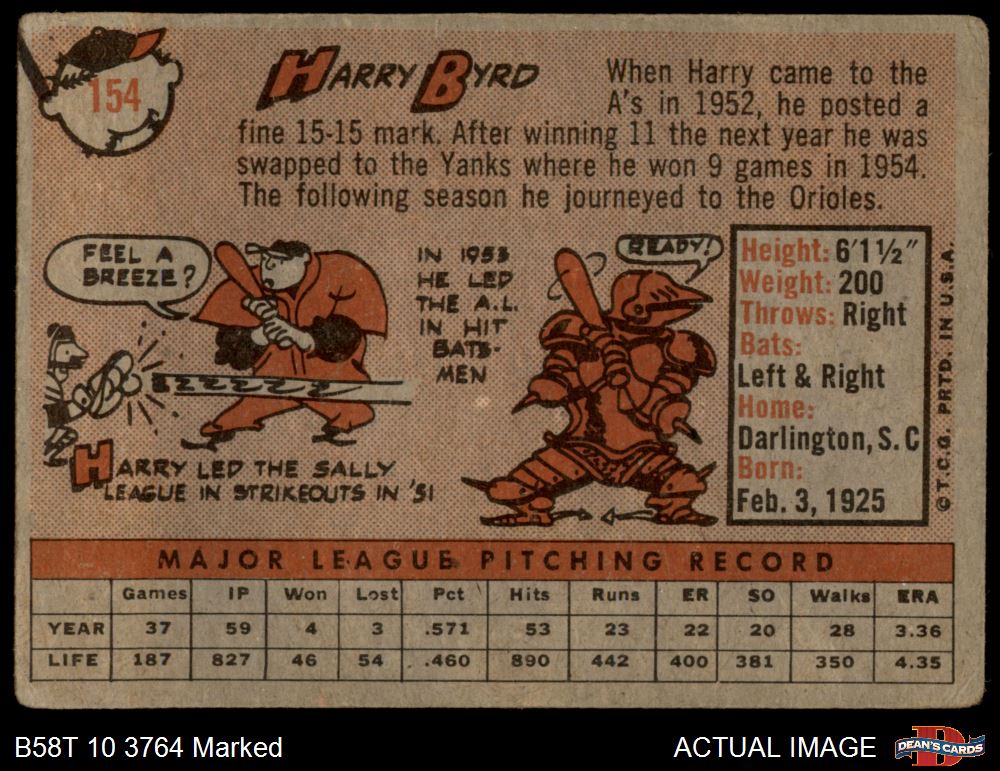 154
HARRY BYRD
When Harry came to the
A's in 1952, he posted a
fine 15-15 mark. After winning 11 the next year he was
swapped to the Yanks where he won 9 games in 1954.
The following season he journeyed to the Orioles.
FEEL A
BREEZE?
HARRY LED THE SALLY
LEAGUE IN STRIKEOUTS IN '51
IN 1953
HE LED
THE A.L.
IN HIT
BATS-
MEN
READY!
Height: 6'1 1/2"
Weight: 200
Throws: Right
Bats:
Left & Right
Home:
Darlington, S. C
Born:
Feb. 3, 1925
© T.C.G. PRTD. IN U.S.A.
MAJOR LEAGUE PITCHING RECORD
Games IP Won Lost Pct Hits Runs ER SO Walks ERA
YEAR 37 59 4 3 .571 53 23 22 20 28 3.36
LIFE 187 827 46 54 .460 890 442 400 381 350 4.35
B58T 10 3764 Marked
ACTUAL IMAGE
DEAN'S CARDS